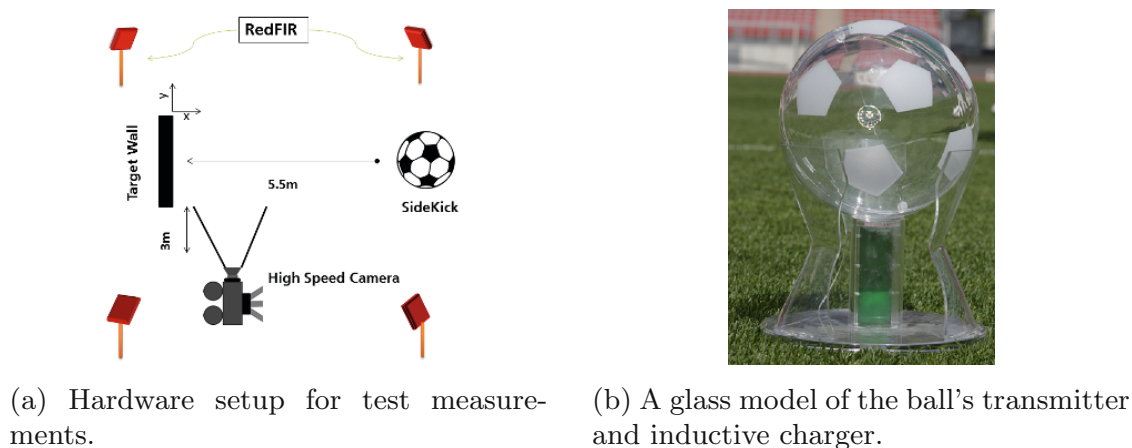 RedFIR
y
x
Target Wall
5.5m
SideKick
3m
High Speed Camera
(a) Hardware setup for test measure-
ments.
(b) A glass model of the ball's transmitter
and inductive charger.